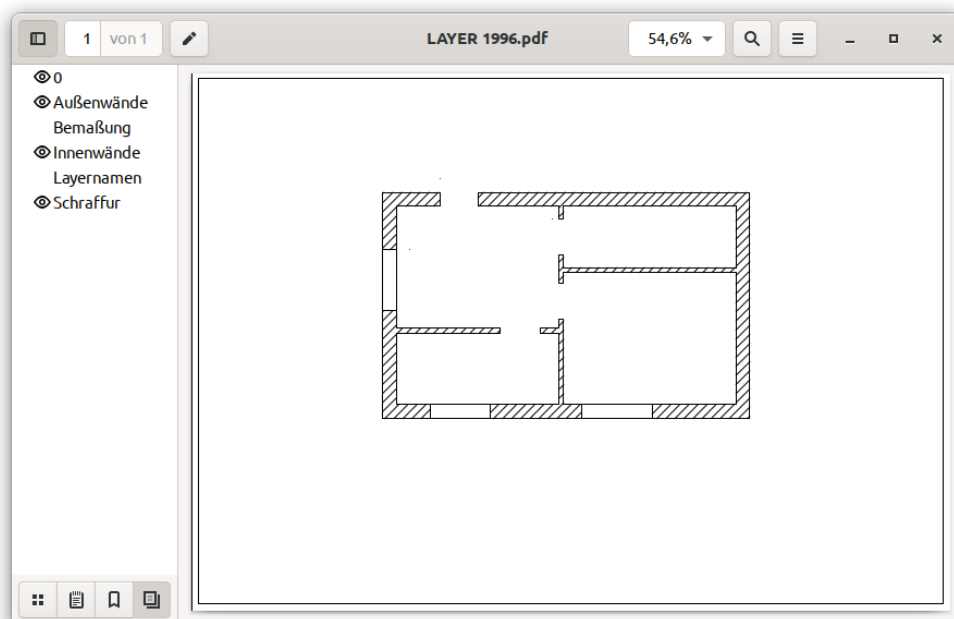 1 von 1 LAYER 1996.pdf 54,6%
0
Außenwände
Bemaßung
Innenwände
Layernamen
Schraffur